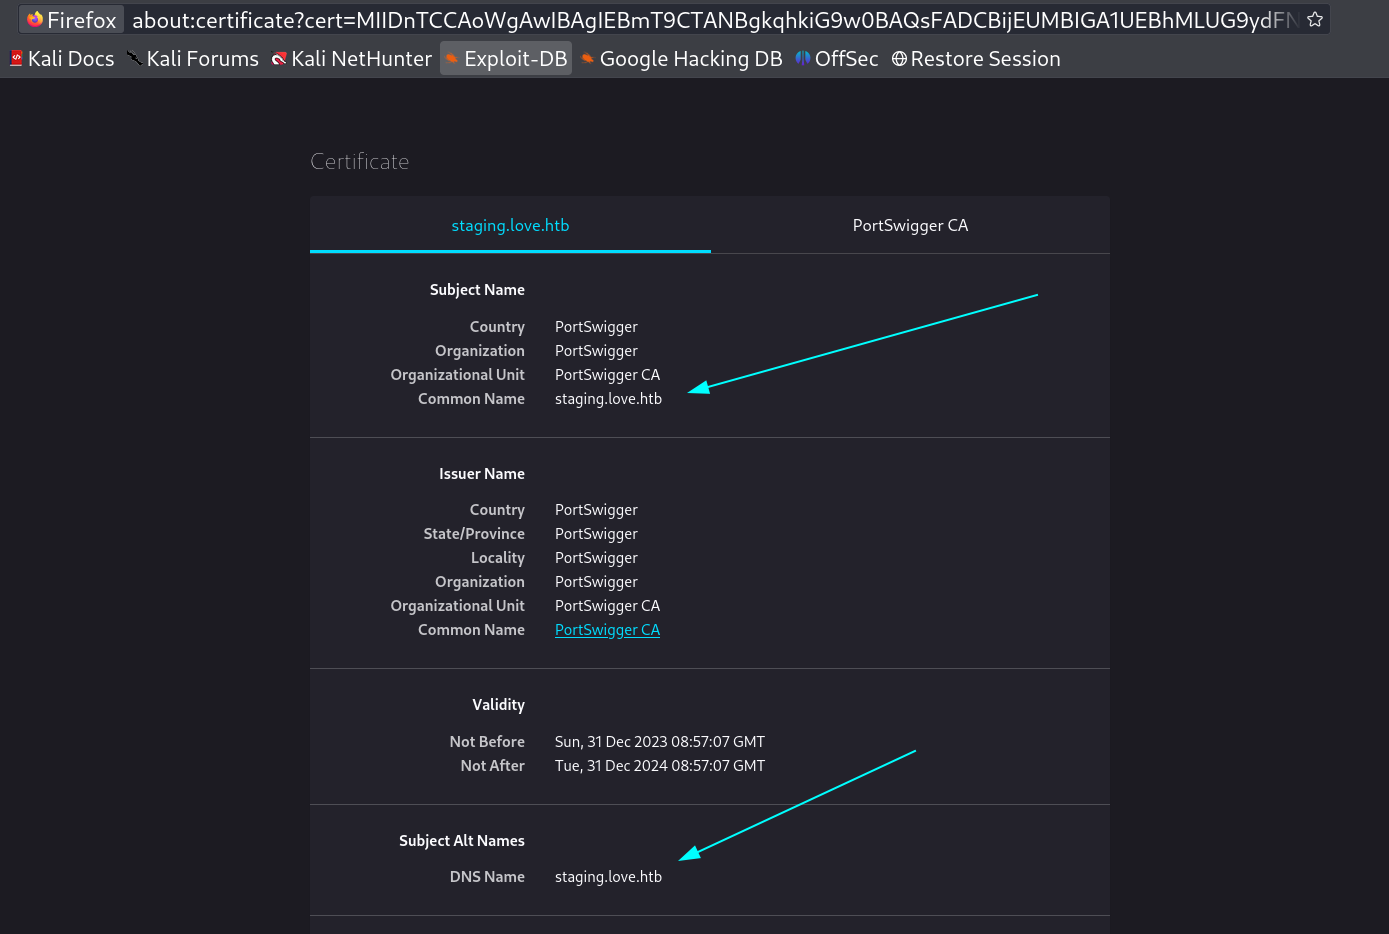 Firefox about:certificate?cert=MIIDnTCCAoWgAwIBAgIEBmT9CTANBgkqhkiG9w0BAQsFADCBijEUMBIGA1UEBhMLUG9ydFN
Kali Docs Kali Forums Kali NetHunter Exploit-DB Google Hacking DB OffSec Restore Session
Certificate
staging.love.htb PortSwigger CA
Subject Name
Country PortSwigger
Organization PortSwigger
Organizational Unit PortSwigger CA
Common Name staging.love.htb
Issuer Name
Country PortSwigger
State/Province PortSwigger
Locality PortSwigger
Organization PortSwigger
Organizational Unit PortSwigger CA
Common Name PortSwigger CA
Validity
Not Before Sun, 31 Dec 2023 08:57:07 GMT
Not After Tue, 31 Dec 2024 08:57:07 GMT
Subject Alt Names
DNS Name staging.love.htb